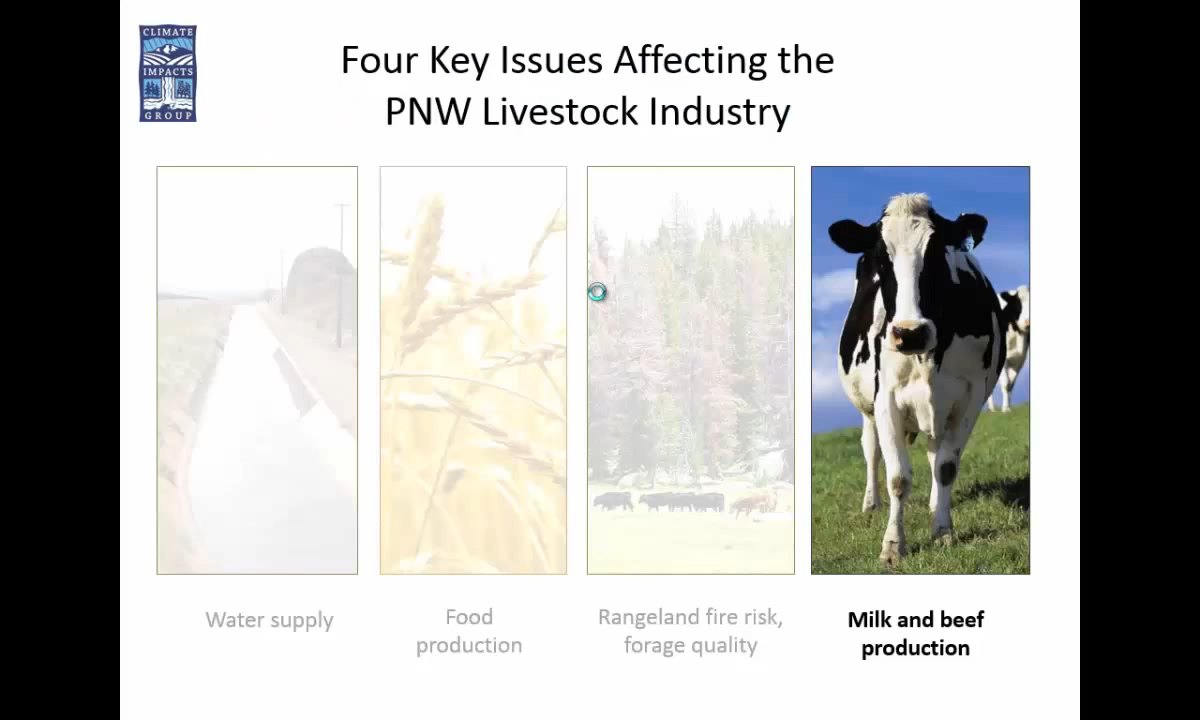 CLIMATE
IMPACTS
GROUP
Four Key Issues Affecting the
PNW Livestock Industry
Water supply
Food
production
Rangeland fire risk,
forage quality
Milk and beef
production